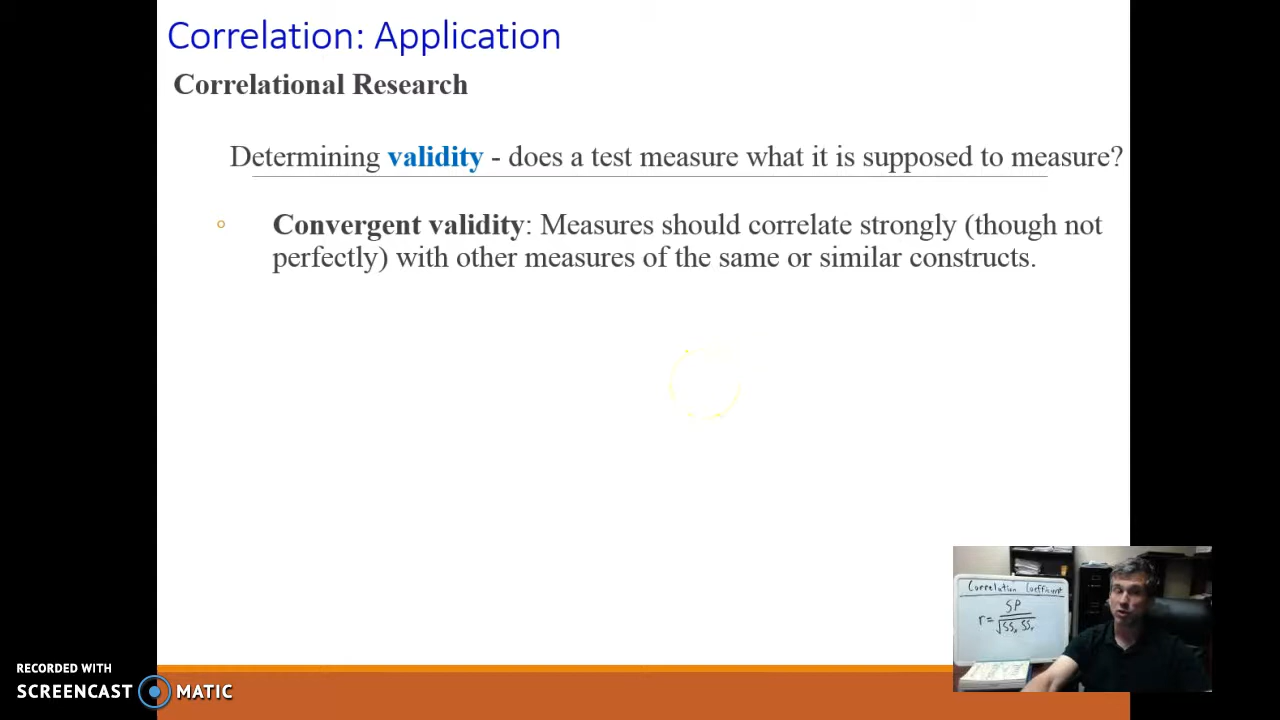 Correlation: Application
Correlational Research
Determining validity - does a test measure what it is supposed to measure?
Convergent validity: Measures should correlate strongly (though not
perfectly) with other measures of the same or similar constructs.
Correlation Coefficient
r = SP / √SSx SSy
RECORDED WITH
SCREENCAST MATIC